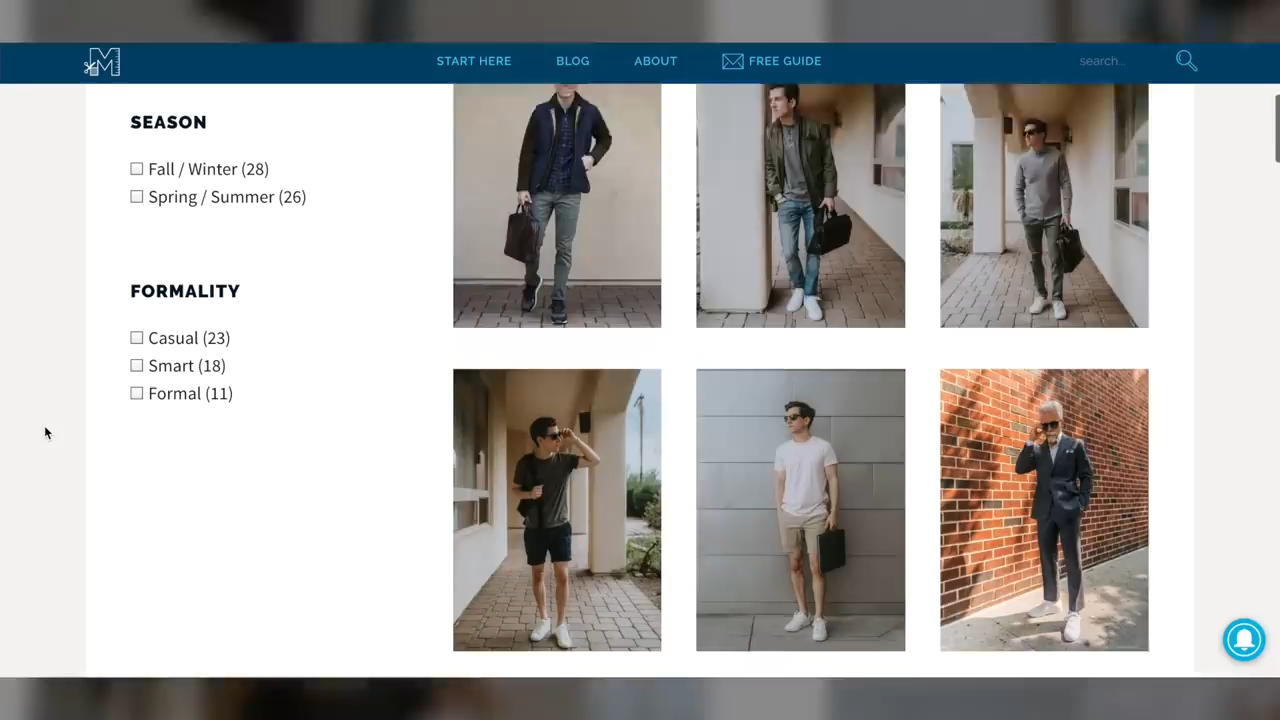 M
START HERE
BLOG
ABOUT
FREE GUIDE
search...
SEASON
Fall / Winter (28)
Spring / Summer (26)
FORMALITY
Casual (23)
Smart (18)
Formal (11)